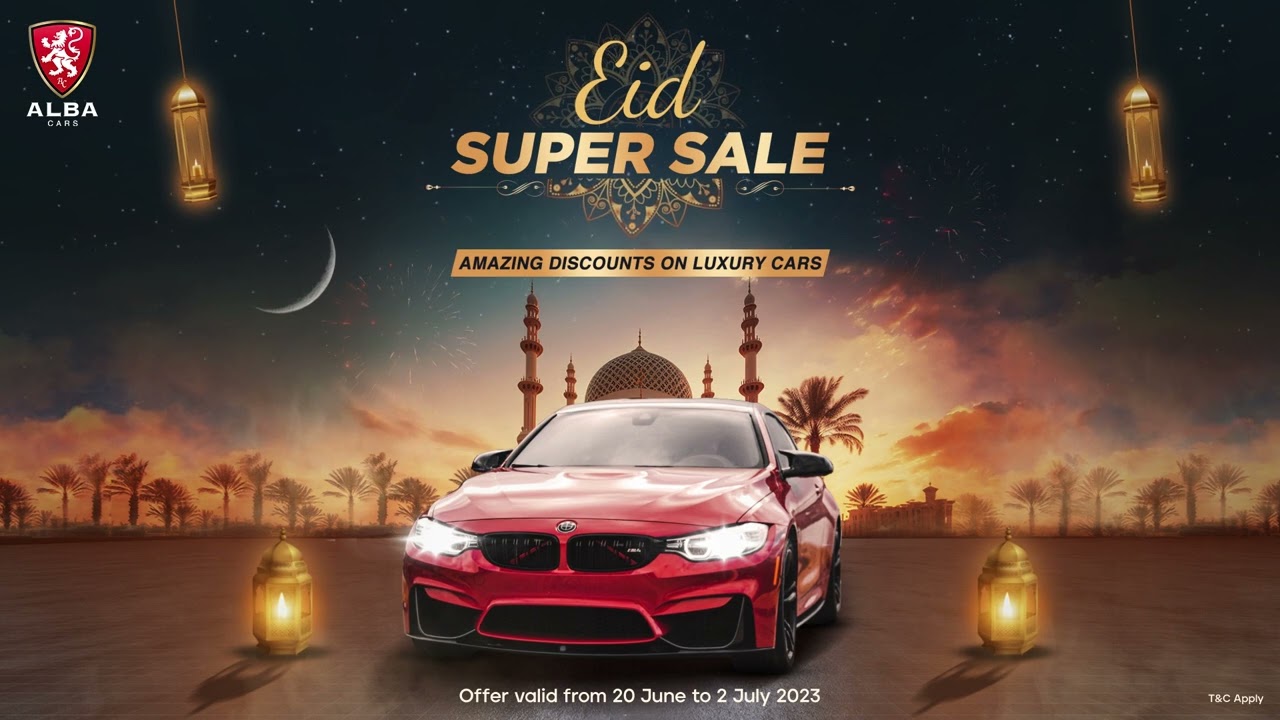 ALBA
CARS
Eid
SUPER SALE
AMAZING DISCOUNTS ON LUXURY CARS
Offer valid from 20 June to 2 July 2023
T&C Apply